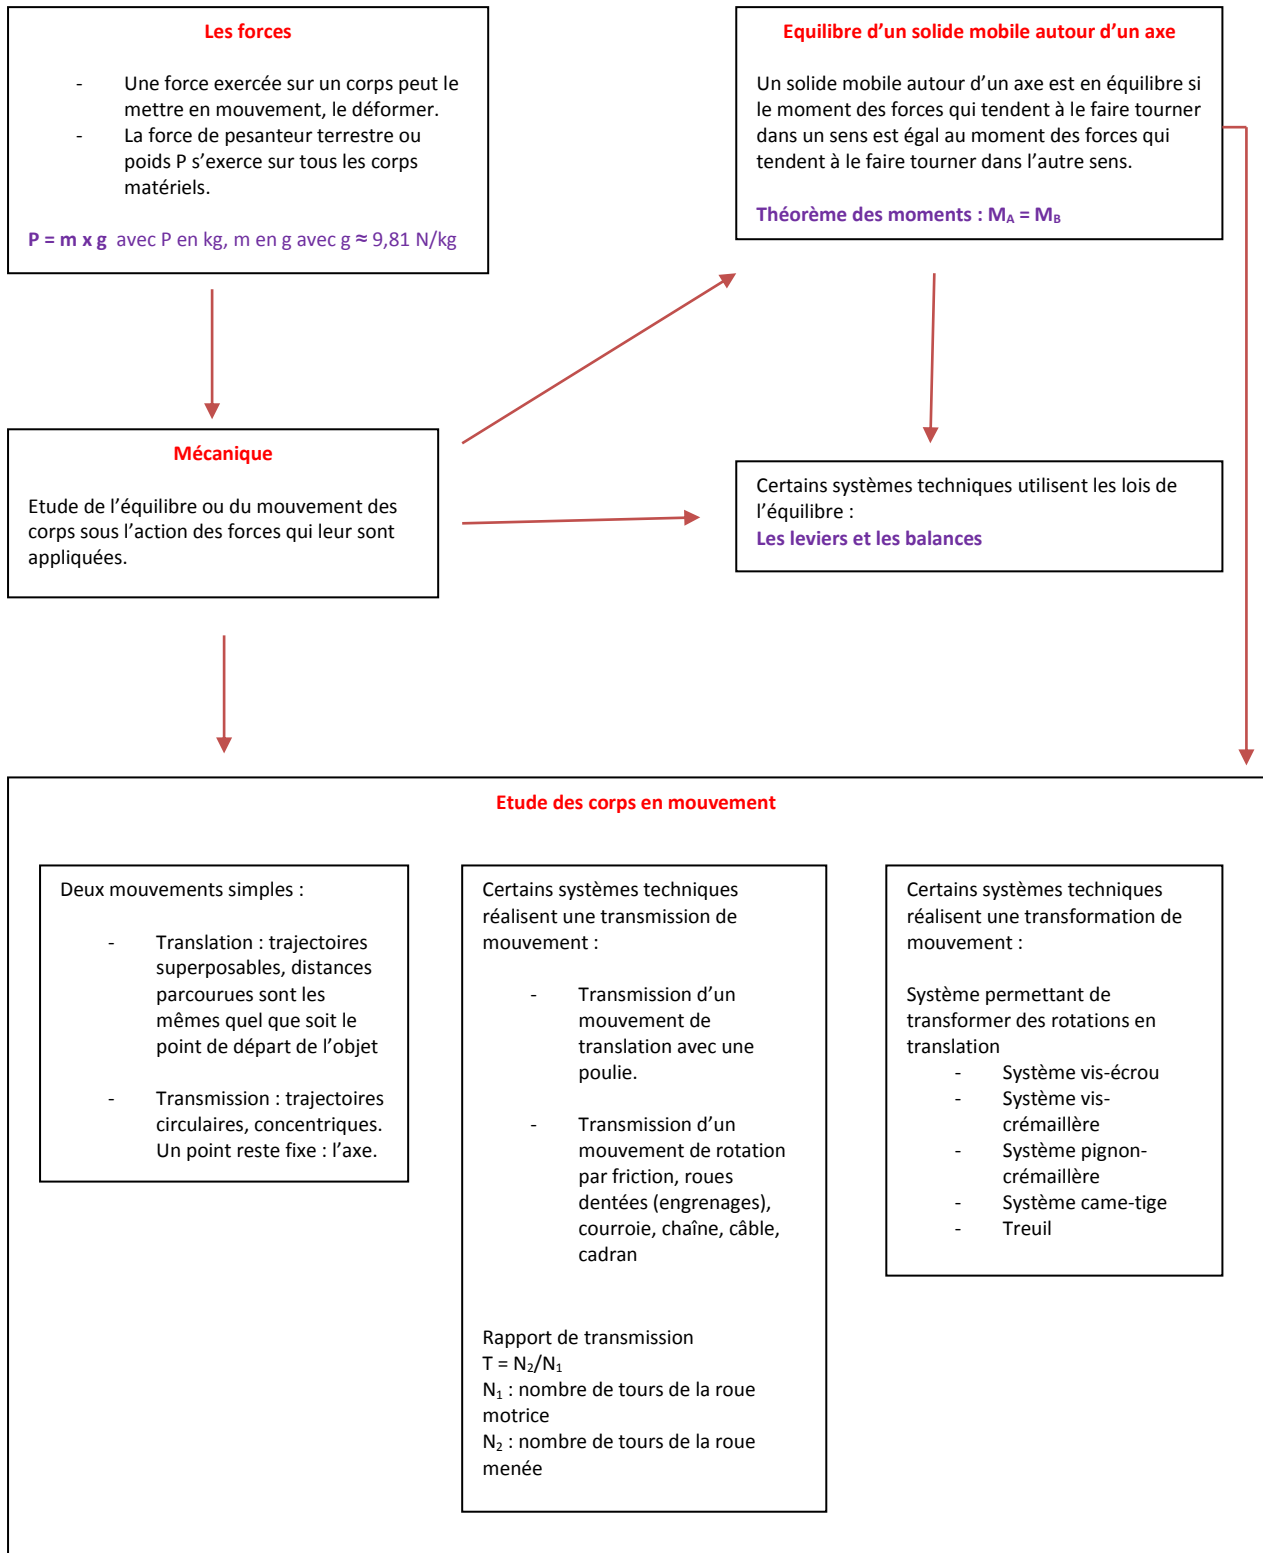 Les forces
- Une force exercée sur un corps peut le
mettre en mouvement, le déformer.
- La force de pesanteur terrestre ou
poids P s’exerce sur tous les corps
matériels.
P = m x g avec P en kg, m en g avec g ≈ 9,81 N/kg
Equilibre d’un solide mobile autour d’un axe
Un solide mobile autour d’un axe est en équilibre si
le moment des forces qui tendent à le faire tourner
dans un sens est égal au moment des forces qui
tendent à le faire tourner dans l’autre sens.
Théorème des moments : M_A = M_B
Mécanique
Etude de l’équilibre ou du mouvement des
corps sous l’action des forces qui leur sont
appliquées.
Certains systèmes techniques utilisent les lois de
l’équilibre :
Les leviers et les balances
Etude des corps en mouvement
Deux mouvements simples :
- Translation : trajectoires
superposables, distances
parcourues sont les
mêmes quel que soit le
point de départ de l’objet
- Transmission : trajectoires
circulaires, concentriques.
Un point reste fixe : l’axe.
Certains systèmes techniques
réalisent une transmission de
mouvement :
- Transmission d’un
mouvement de
translation avec une
poulie.
- Transmission d’un
mouvement de rotation
par friction, roues
dentées (engrenages),
courroie, chaîne, câble,
cadran
Rapport de transmission
T = N₂/N₁
N₁ : nombre de tours de la roue
motrice
N₂ : nombre de tours de la roue
menée
Certains systèmes techniques
réalisent une transformation de
mouvement :
Système permettant de
transformer des rotations en
translation
- Système vis-écrou
- Système vis-
crémaillère
- Système pignon-
crémaillère
- Système came-tige
- Treuil